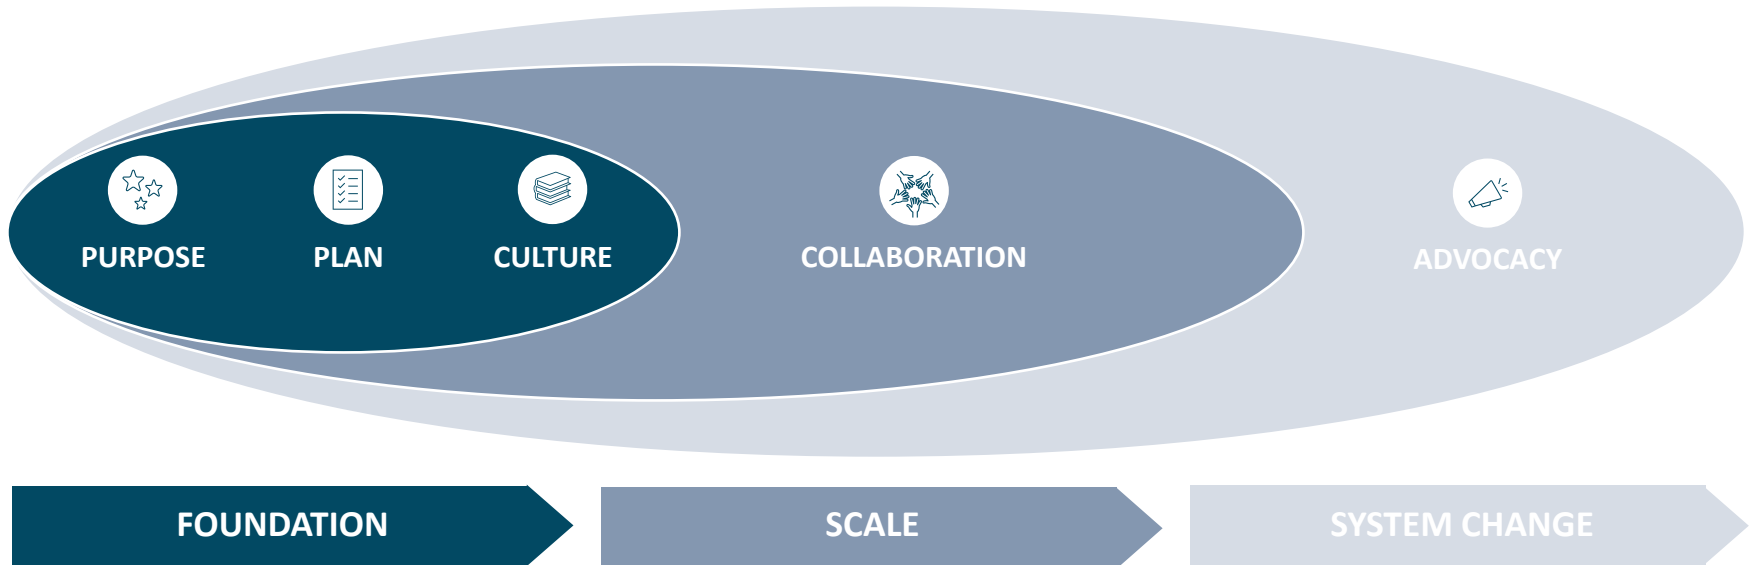 PURPOSE
PLAN
CULTURE
COLLABORATION
ADVOCACY
FOUNDATION
SCALE
SYSTEM CHANGE